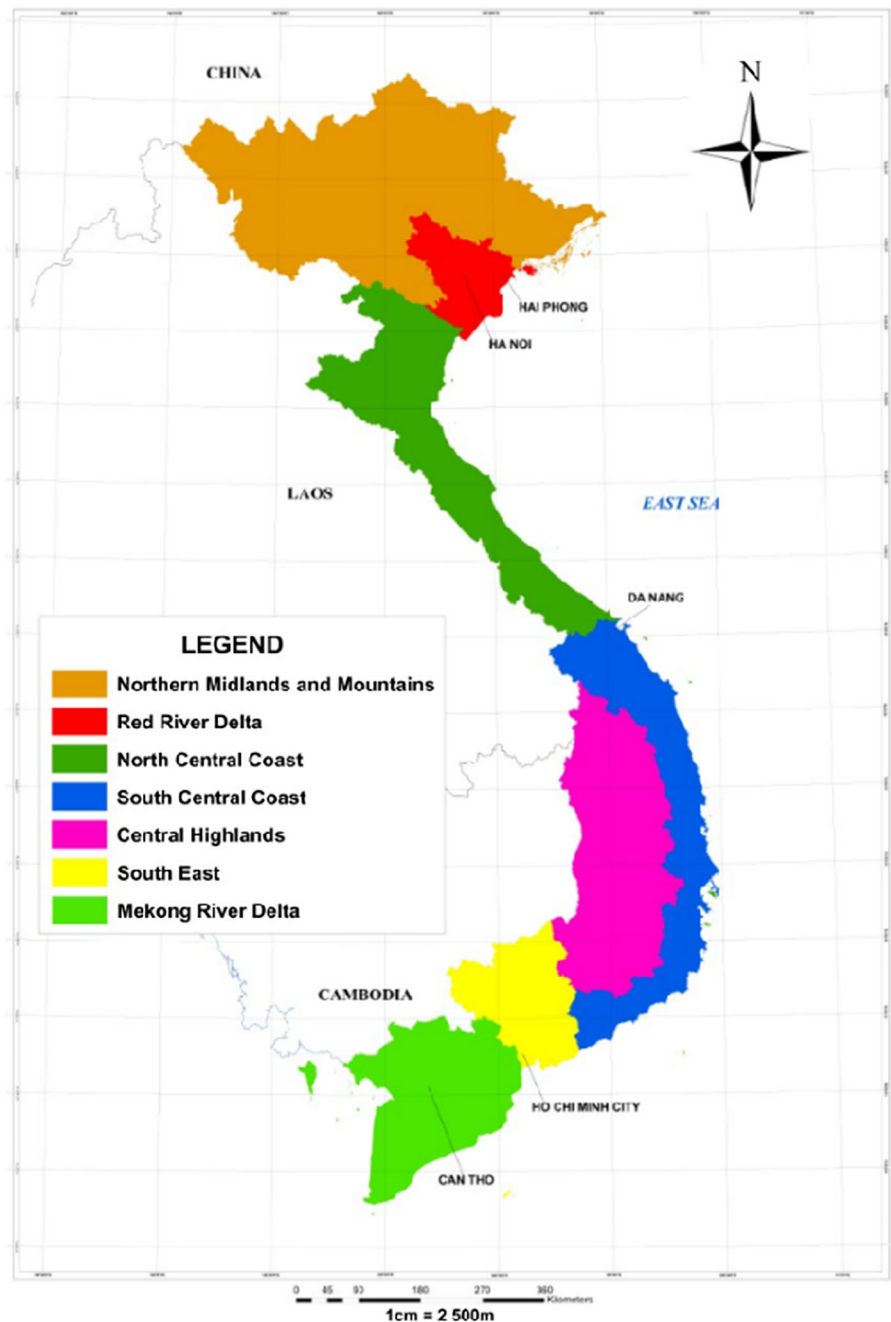 CHINA
N
HAI PHONG
HA NOI
LAOS
EAST SEA
DA NANG
LEGEND
Northern Midlands and Mountains
Red River Delta
North Central Coast
South Central Coast
Central Highlands
South East
Mekong River Delta
CAMBODIA
HO CHI MINH CITY
CAN THO
0 45 90 180 270 360
Kilometers
1cm = 2 500m